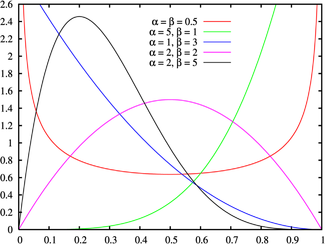 2.6
2.4
2.2
2
1.8
1.6
1.4
1.2
1
0.8
0.6
0.4
0.2
0
α = β = 0.5
α = 5, β = 1
α = 1, β = 3
α = 2, β = 2
α = 2, β = 5
0 0.1 0.2 0.3 0.4 0.5 0.6 0.7 0.8 0.9 1